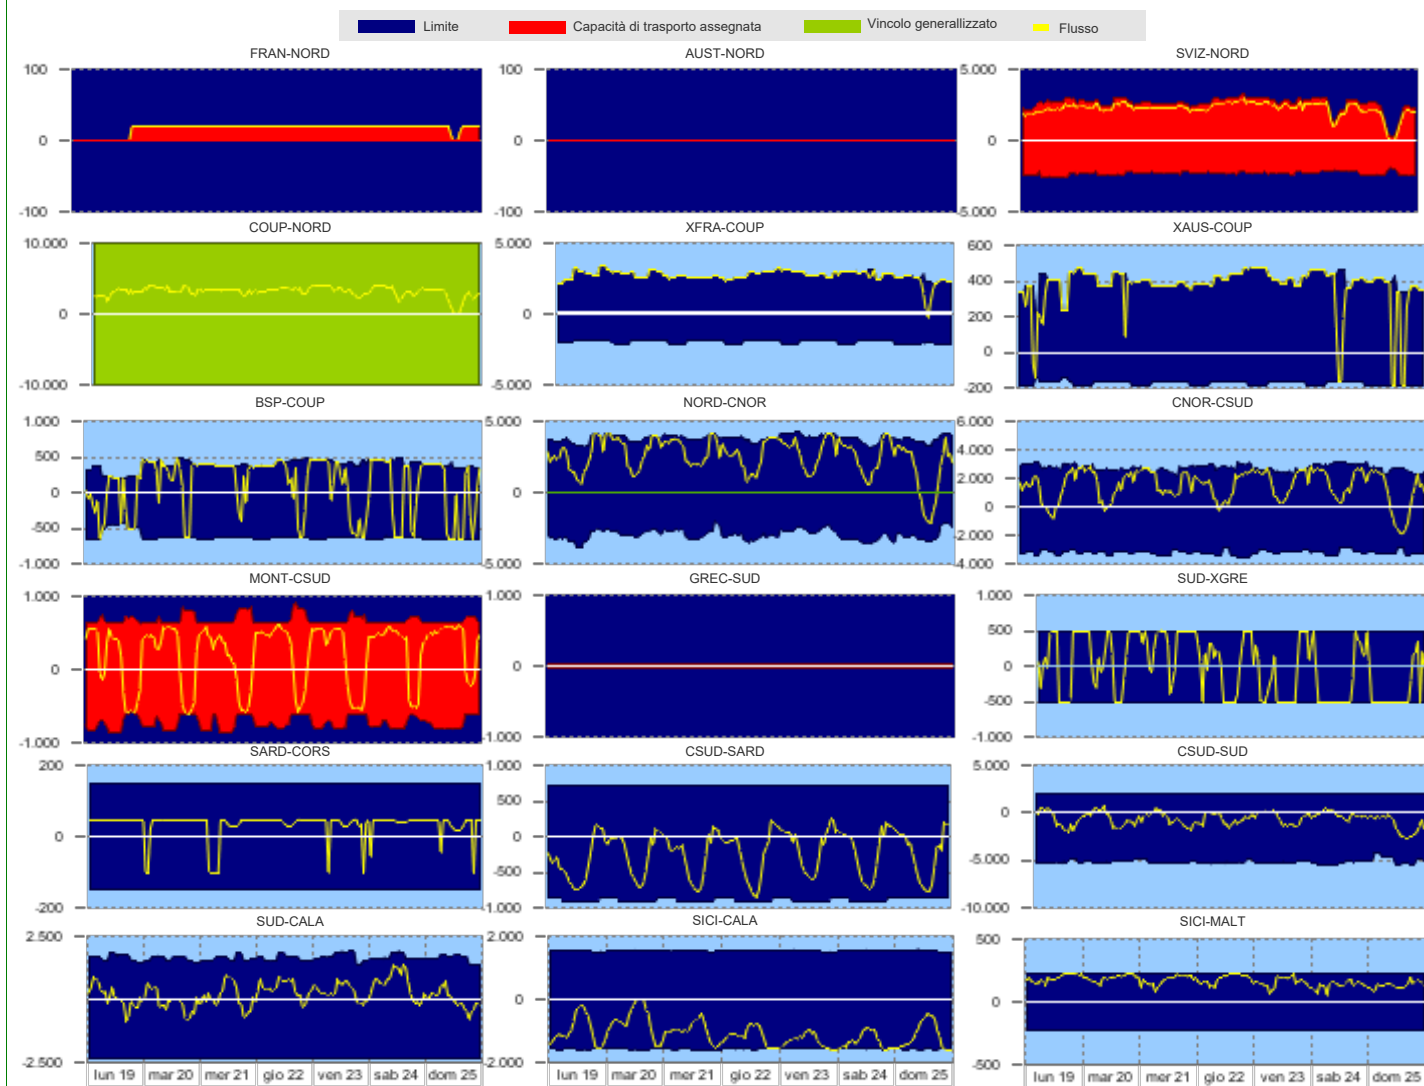 Limite Capacità di trasporto assegnata Vincolo generallizzato Flusso
FRAN-NORD AUST-NORD SVIZ-NORD
100 100 5.000
0 0 0
-100 -100 -5.000
COUP-NORD XFRA-COUP XAUS-COUP
10.000 5.000 600
400
200
0 0 0
-10.000 -5.000 -200
BSP-COUP NORD-CNOR CNOR-CSUD
1.000 5.000 6.000
500 4.000
2.000
0 0 0
-500 -2.000
-1.000 -5.000 -4.000
MONT-CSUD GREC-SUD SUD-XGRE
1.000 1.000 1.000
500
0 0 0
-500
-1.000 -1.000 -1.000
SARD-CORS CSUD-SARD CSUD-SUD
200 1.000 5.000
500
0 0 0
-500 -5.000
-200 -1.000 -10.000
SUD-CALA SICI-CALA SICI-MALT
2.500 2.000 500
0 0 0
-2.500 -2.000 -500
lun 19 mar 20 mer 21 gio 22 ven 23 sab 24 dom 25
lun 19 mar 20 mer 21 gio 22 ven 23 sab 24 dom 25
lun 19 mar 20 mer 21 gio 22 ven 23 sab 24 dom 25